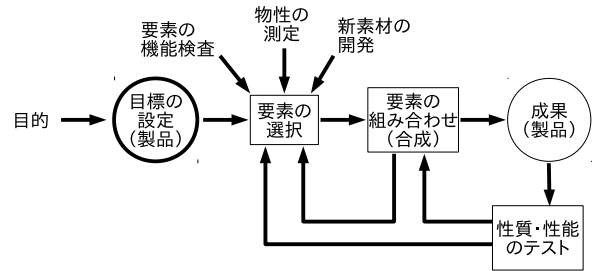 要素の
機能検査
物性の
測定
新素材の
開発
目的
目標の
設定
(製品)
要素の
選択
要素の
組み合わせ
(合成)
成果
(製品)
性質・性能
のテスト